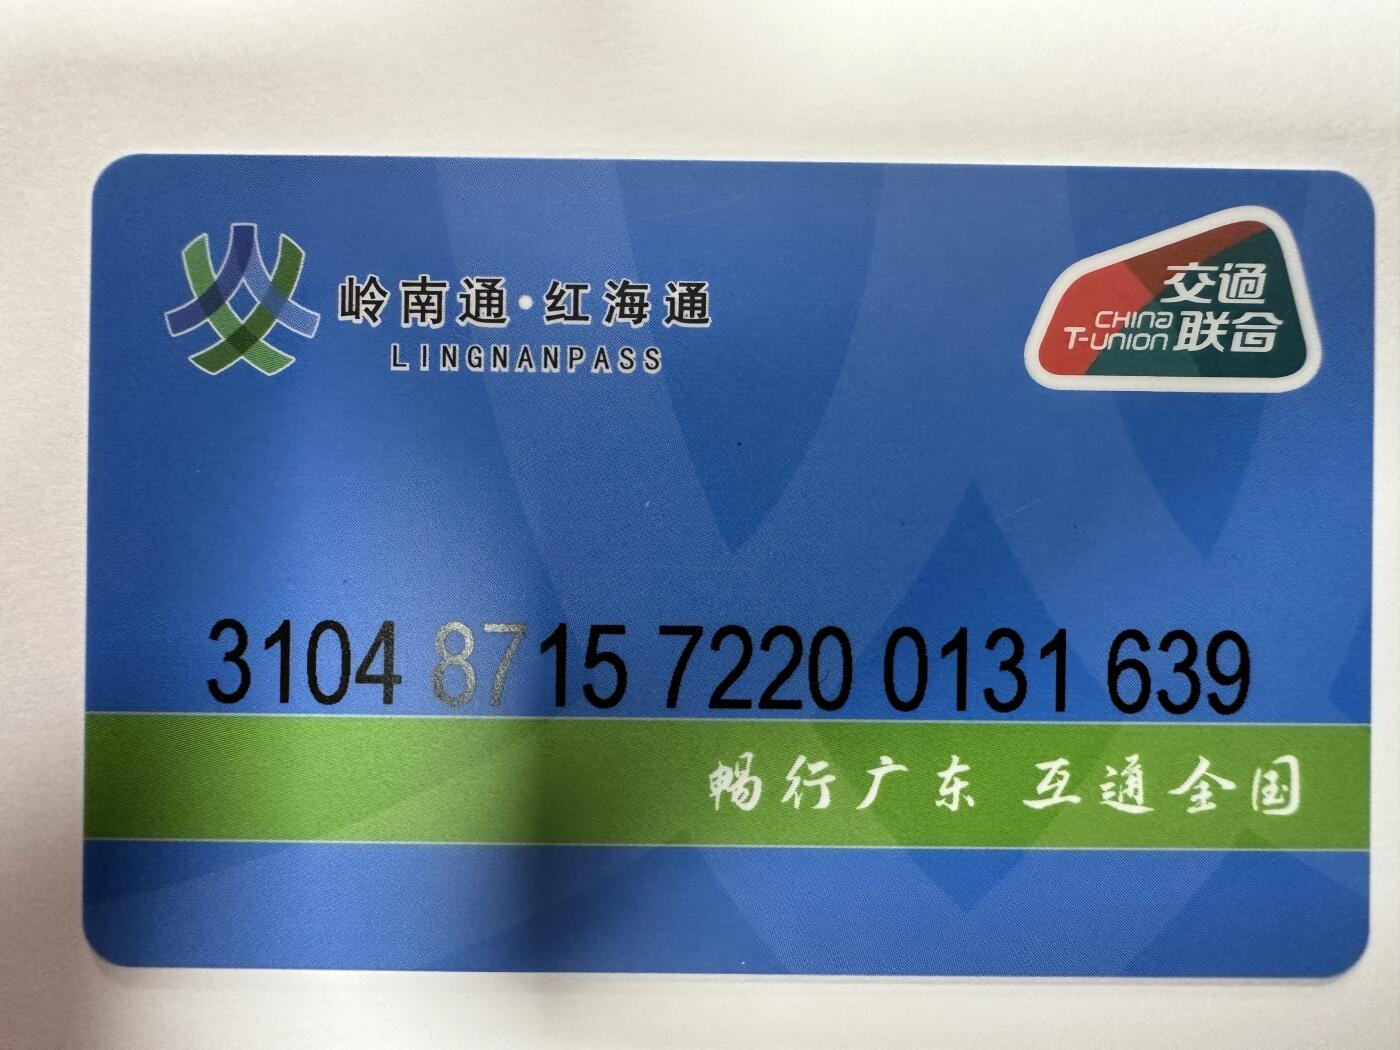 岭南通·红海通
LINGNANPASS
交通
CHINA
T-UNION 联合
3104 8715 7220 0131 639
畅行广东 互通全国